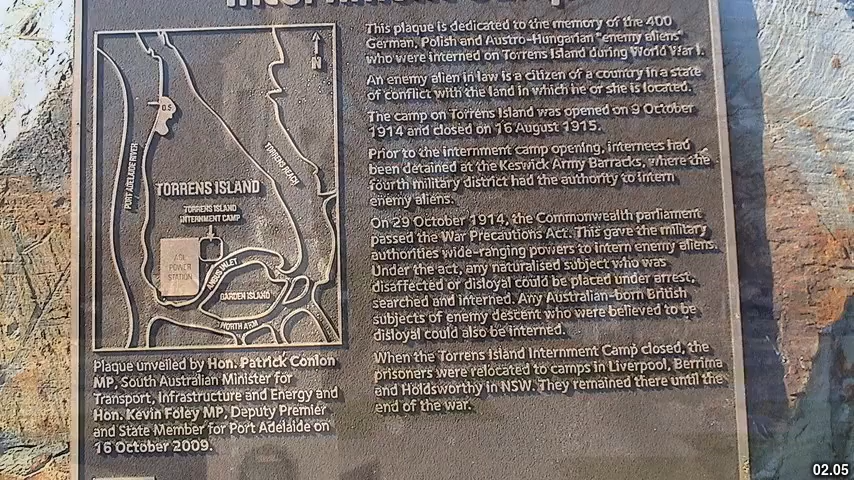 Internment Camp
This plaque is dedicated to the memory of the 400
German, Polish and Austro-Hungarian "enemy aliens"
who were interned on Torrens Island during World War I.
An enemy alien in law is a citizen of a country in a state
of conflict with the land in which he or she is located.
The camp on Torrens Island was opened on 9 October
1914 and closed on 16 August 1915.
Prior to the internment camp opening, internees had
been detained at the Keswick Army Barracks, where the
fourth military district had the authority to intern
enemy aliens.
On 29 October 1914, the Commonwealth parliament
passed the War Precautions Act. This gave the military
authorities wide-ranging powers to intern enemy aliens.
Under the act, any naturalised subject who was
disaffected or disloyal could be placed under arrest,
searched and interned. Any Australian-born British
subjects of enemy descent who were believed to be
disloyal could also be interned.
When the Torrens Island Internment Camp closed, the
prisoners were relocated to camps in Liverpool, Berrima
and Holdsworthy in NSW. They remained there until the
end of the war.
N
PORT ADELAIDE RIVER
TORRENS REACH
TORRENS ISLAND
TORRENS ISLAND
INTERNMENT CAMP
AGL
POWER
STATION
ANGUS INLET
GARDEN ISLAND
NORTH ARM
Plaque unveiled by Hon. Patrick Conlon
MP, South Australian Minister for
Transport, Infrastructure and Energy and
Hon. Kevin Foley MP, Deputy Premier
and State Member for Port Adelaide on
16 October 2009.
02.05